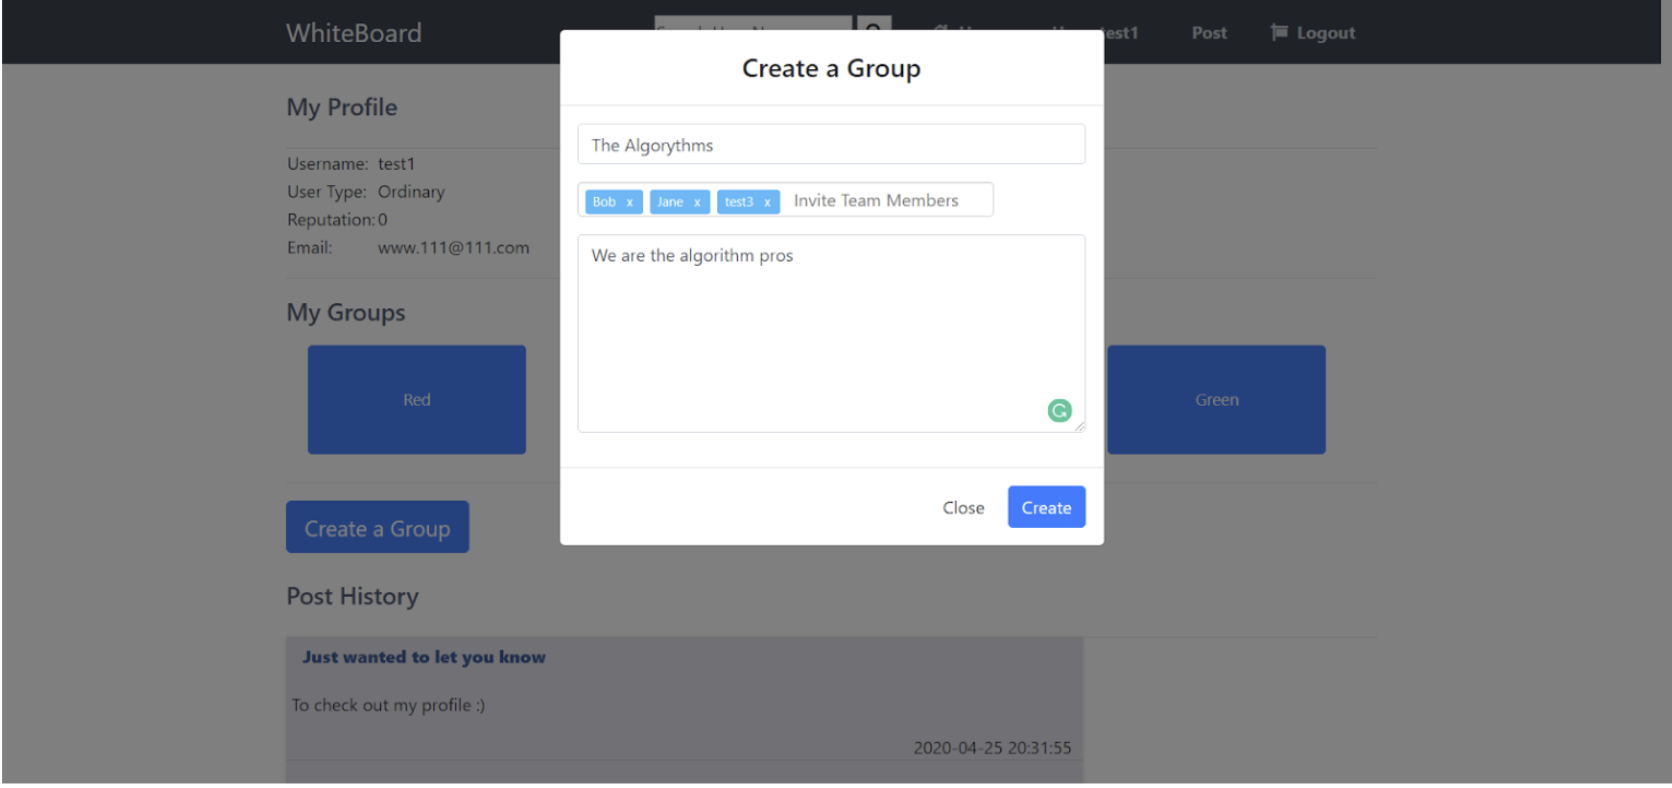 WhiteBoard
est1 Post Logout
Create a Group
My Profile
The Algorythms
Username: test1
User Type: Ordinary
Bob x Jane x test3 x Invite Team Members
Reputation: 0
Email: www.111@111.com
We are the algorithm pros
My Groups
Red
Green
Close Create
Create a Group
Post History
Just wanted to let you know
To check out my profile :)
2020-04-25 20:31:55